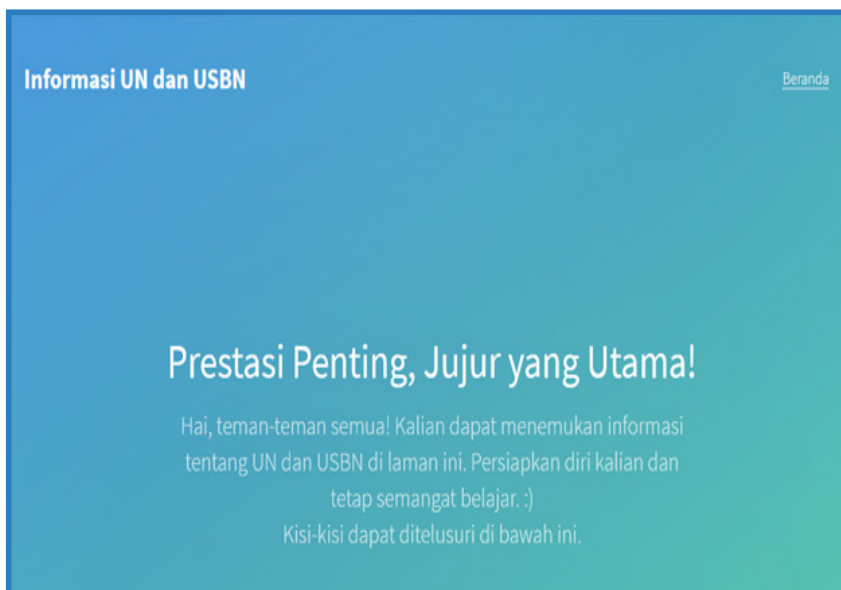 Informasi UN dan USBN
Beranda
Prestasi Penting, Jujur yang Utama!
Hai, teman-teman semua! Kalian dapat menemukan informasi
tentang UN dan USBN di laman ini. Persiapkan diri kalian dan
tetap semangat belajar. :)
Kisi-kisi dapat ditelusuri di bawah ini.